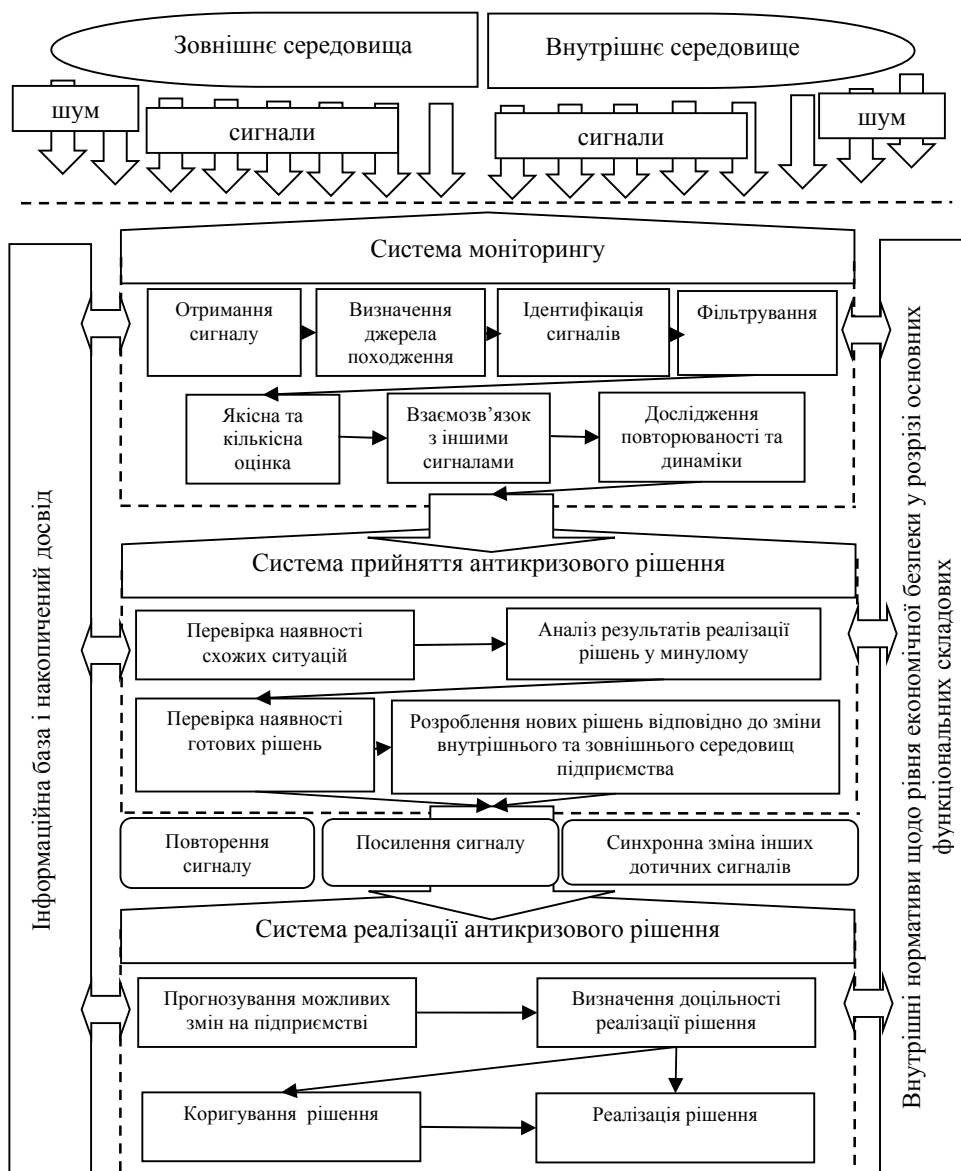 Зовнішнє середовища
Внутрішнє середовище
шум
сигнали
сигнали
шум
Система моніторингу
Отримання
сигналу
Визначення
джерела
походження
Ідентифікація
сигналів
Фільтрування
Якісна та
кількісна
оцінка
Взаємозв’язок
з іншими
сигналами
Дослідження
повторюваності та
динаміки
Система прийняття антикризового рішення
Перевірка наявності
схожих ситуацій
Аналіз результатів реалізації
рішень у минулому
Перевірка наявності
готових рішень
Розроблення нових рішень відповідно до зміни
внутрішнього та зовнішнього середовищ
підприємства
Повторення
сигналу
Посилення сигналу
Синхронна зміна інших
дотичних сигналів
Система реалізації антикризового рішення
Прогнозування можливих
змін на підприємстві
Визначення доцільності
реалізації рішення
Коригування рішення
Реалізація рішення
Інформаційна база і накопичений досвід
Внутрішні нормативи щодо рівня економічної безпеки у розрізі основних
функціональних складових